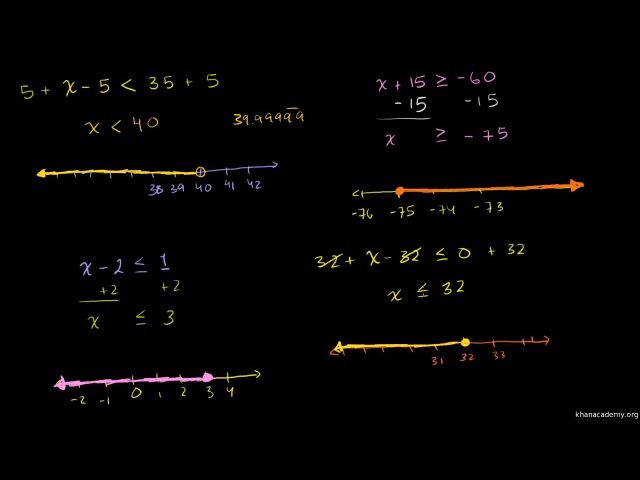 5 + x - 5 < 35 + 5
x < 40
39.99999̅
38 39 40 41 42
x + 15 ≥ -60
-15 -15
x ≥ -75
-76 -75 -74 -73
x - 2 ≤ 1
+2 +2
x ≤ 3
-2 -1 0 1 2 3 4
32 + x - 32 ≤ 0 + 32
x ≤ 32
31 32 33
khanacademy.org